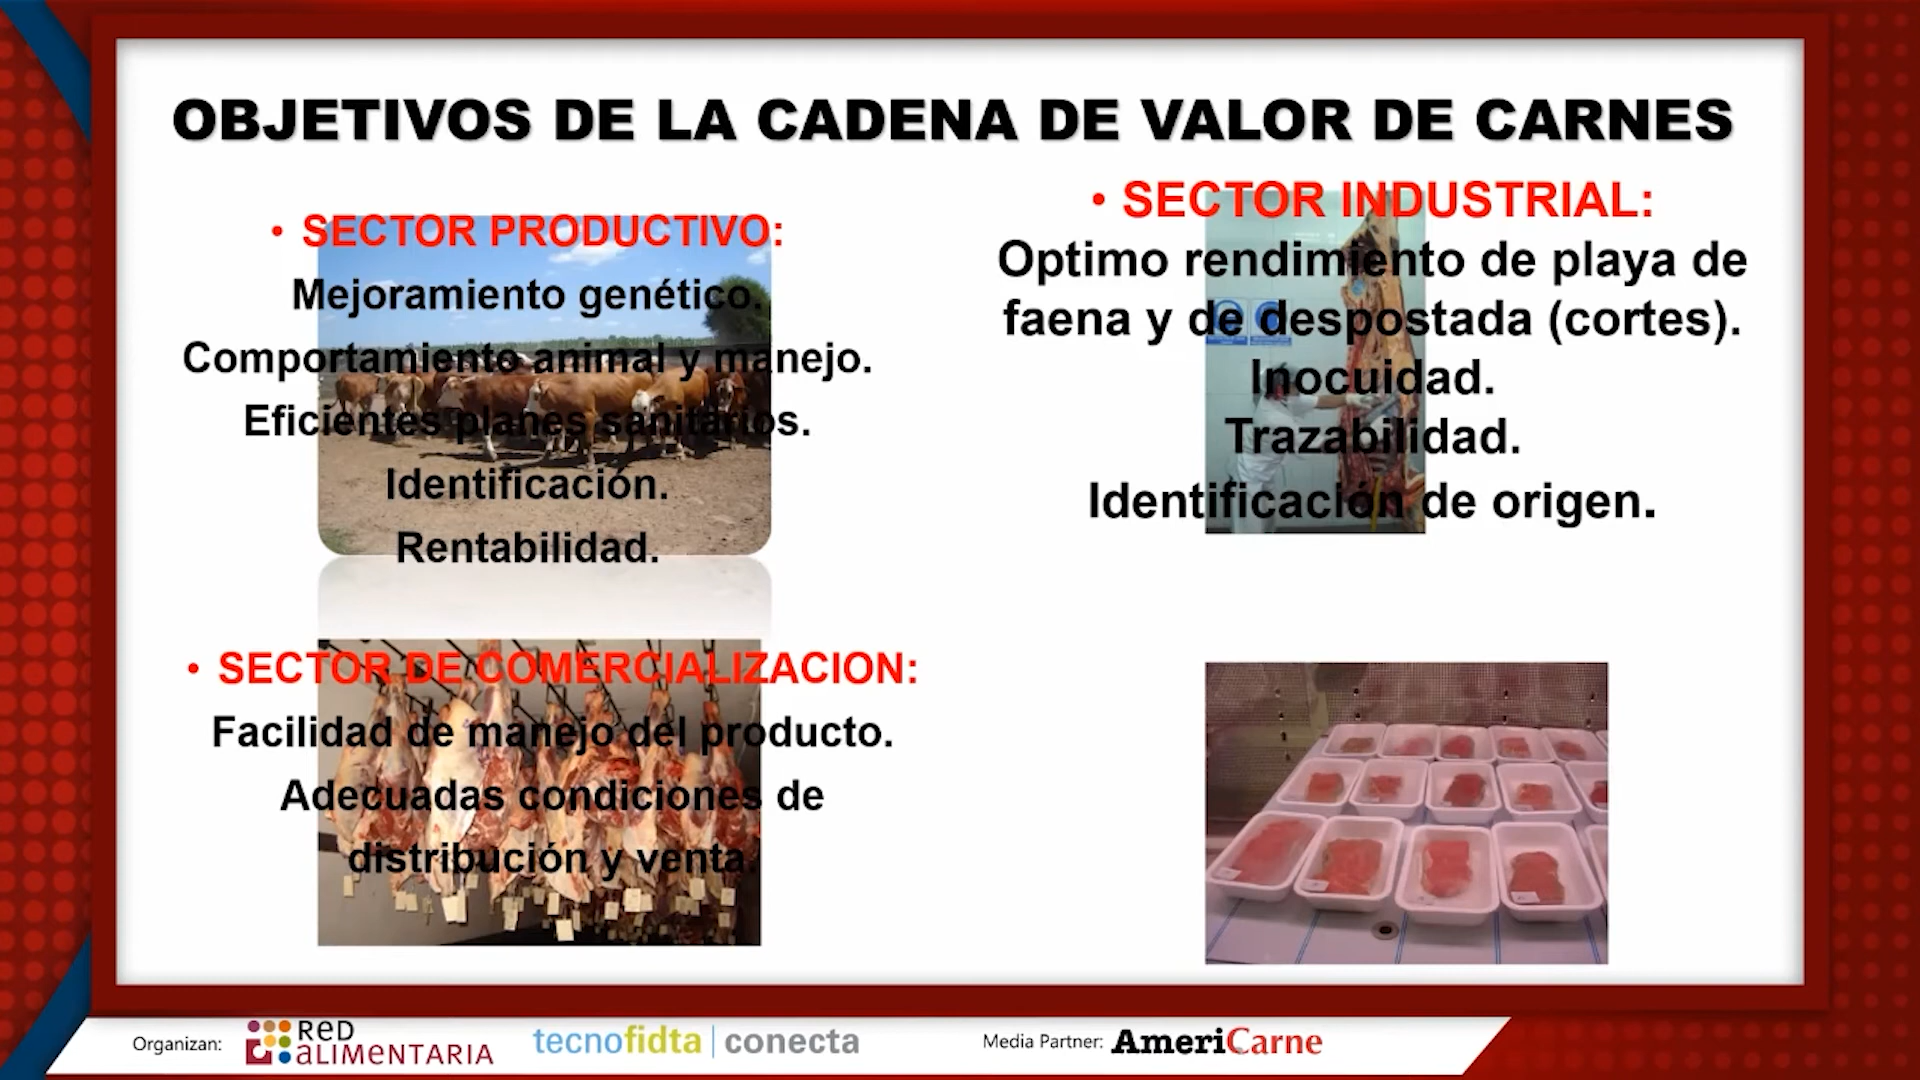 OBJETIVOS DE LA CADENA DE VALOR DE CARNES
• SECTOR PRODUCTIVO:
Mejoramiento genético.
Comportamiento animal y manejo.
Eficientes planes sanitarios.
Identificación.
Rentabilidad.
• SECTOR INDUSTRIAL:
Optimo rendimiento de playa de
faena y de despostada (cortes).
Inocuidad.
Trazabilidad.
Identificación de origen.
• SECTOR DE COMERCIALIZACION:
Facilidad de manejo del producto.
Adecuadas condiciones de
distribución y venta.
Organizan:
RED
ALIMENTARIA
tecnofidta | conecta
Media Partner: AmeriCarne